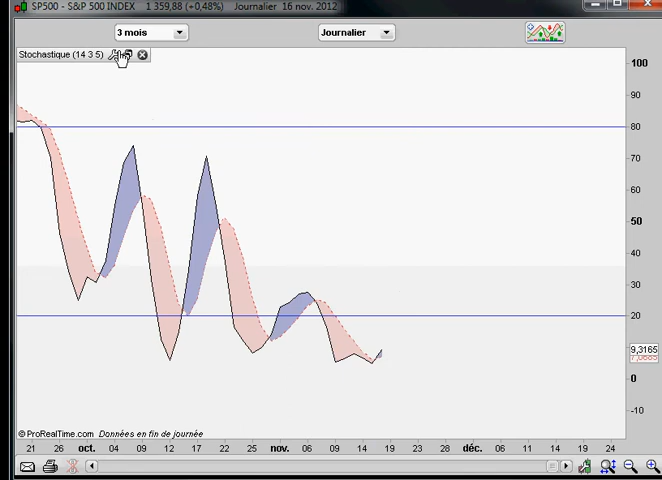 SP500 - S&P 500 INDEX 1 359,88 (+0,48%) Journalier 16 nov. 2012
3 mois
Journalier
Stochastique (14 3 5)
100
90
80
70
60
50
40
30
20
9,3165
0
-10
© ProRealTime.com Données en fin de journée
21 oct. 04 09 12 17 22 25 nov. 06 09 14 19 23 28 déc. 06 11 14 19 24